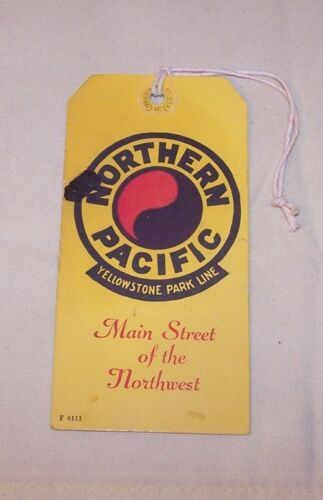 NORTHERN
PACIFIC
YELLOWSTONE PARK LINE
Main Street
of the
Northwest
F 6111